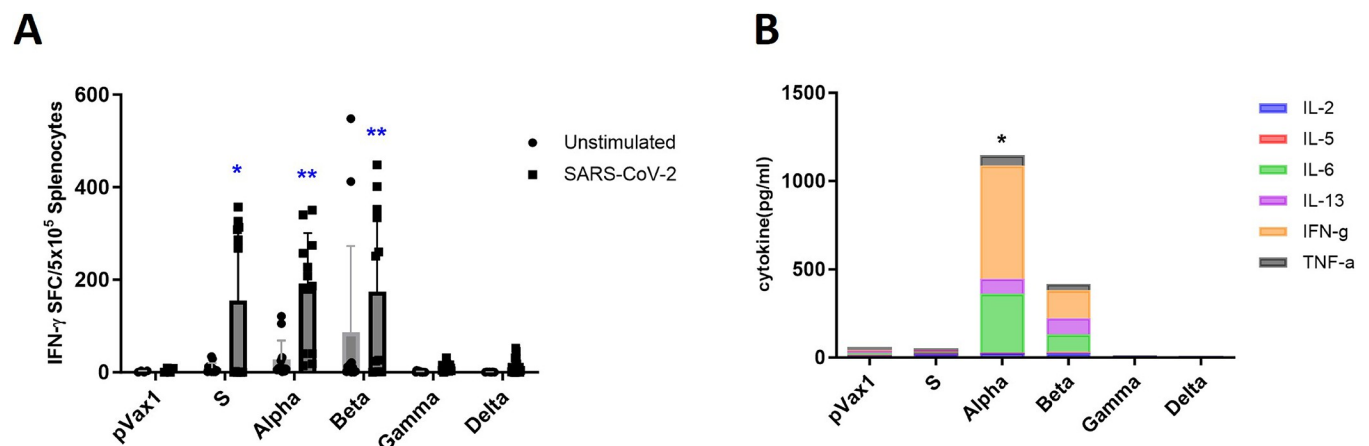 A
IFN-γ SFC/5x10⁵ Splenocytes
600
400
200
0
*
**
**
Unstimulated
SARS-CoV-2
pVax1
S
Alpha
Beta
Gamma
Delta
B
cytokine(pg/ml)
1500
1000
500
0
*
pVax1
S
Alpha
Beta
Gamma
Delta
IL-2
IL-5
IL-6
IL-13
IFN-g
TNF-a